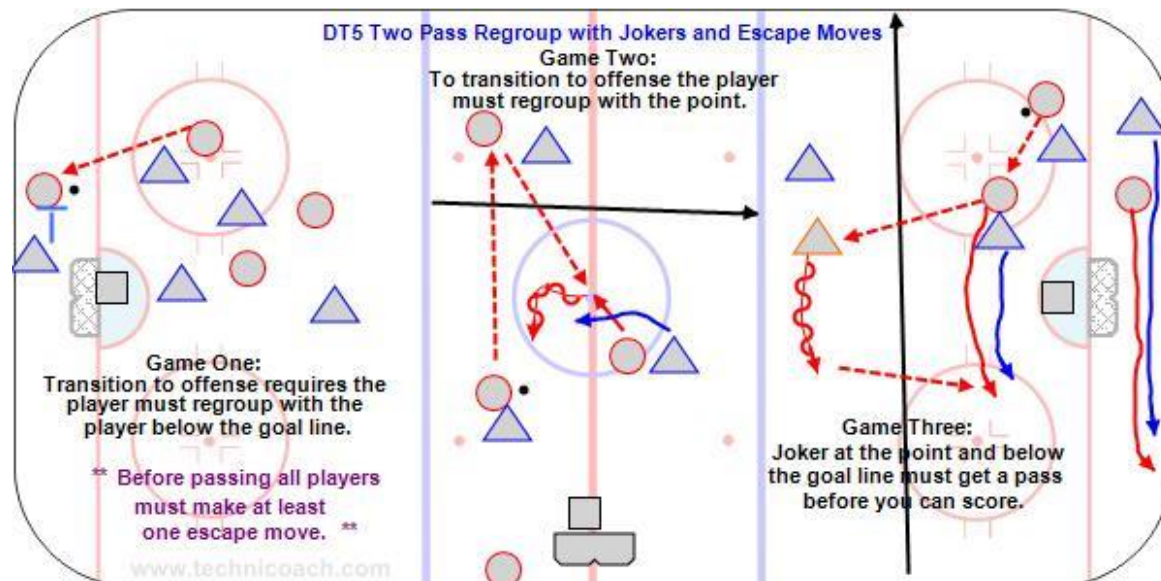 DT5 Two Pass Regroup with Jokers and Escape Moves
Game Two:
To transition to offense the player
must regroup with the point.
Game One:
Transition to offense requires the
player must regroup with the
player below the goal line.
** Before passing all players
must make at least
one escape move. **
Game Three:
Joker at the point and below
the goal line must get a pass
before you can score.
www.technicoach.com